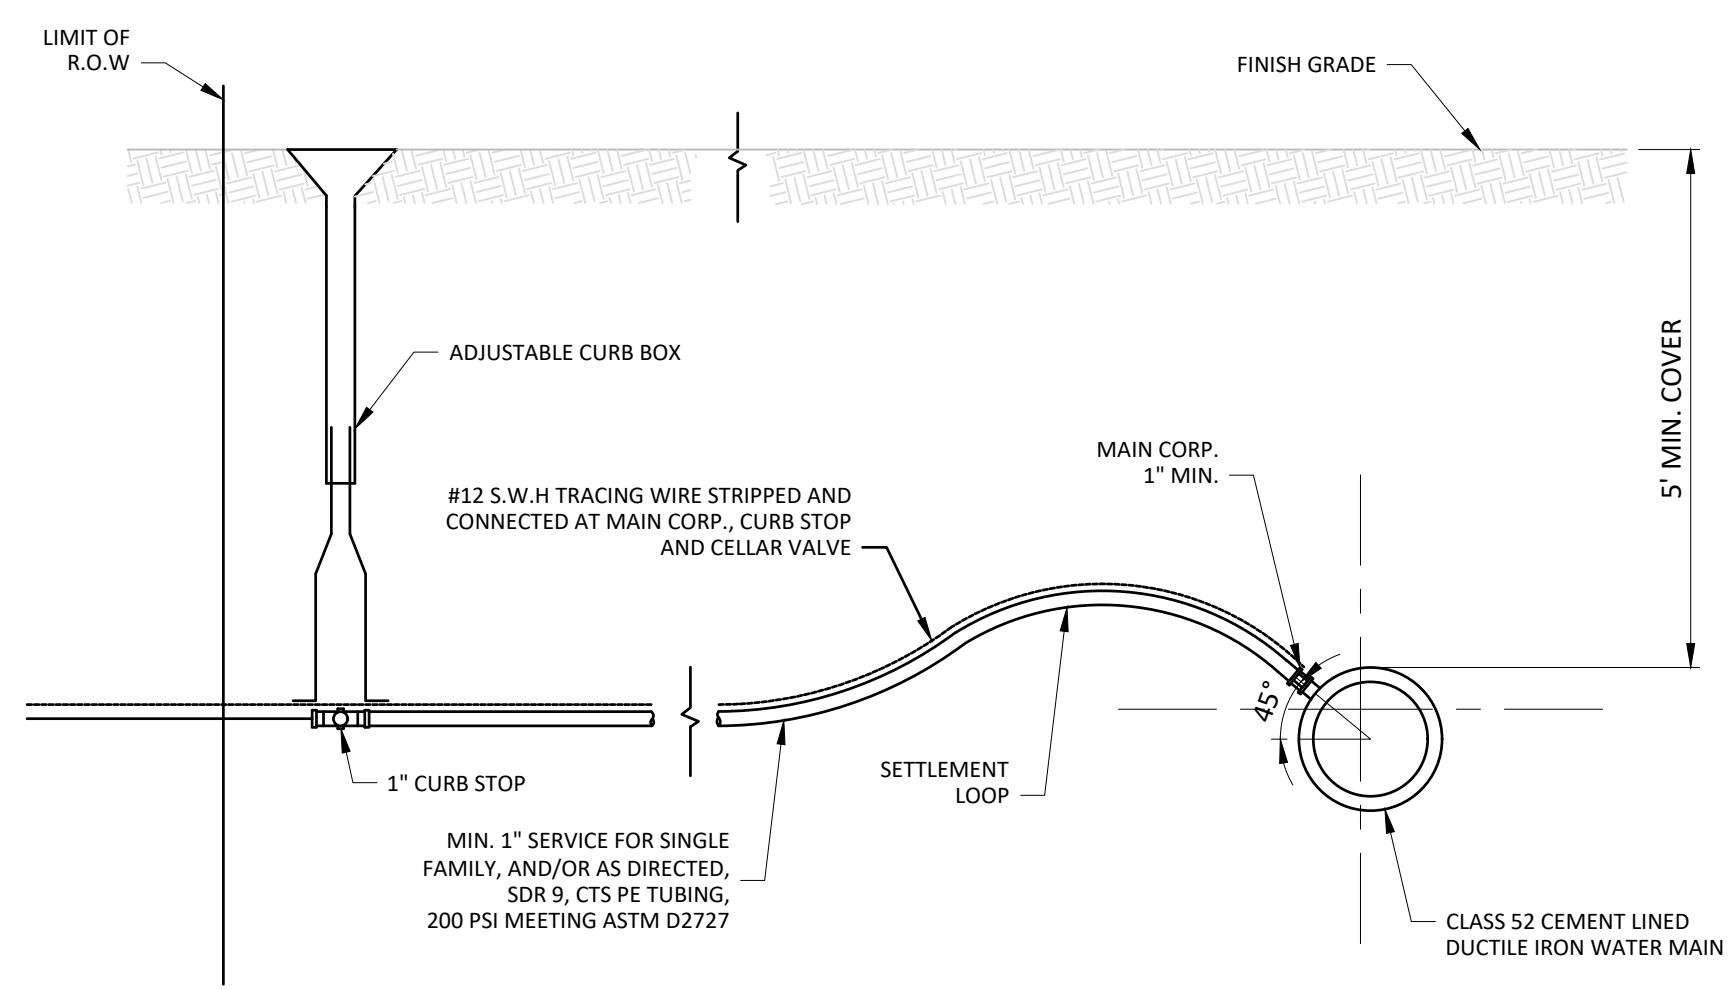 LIMIT OF
R.O.W
FINISH GRADE
ADJUSTABLE CURB BOX
5' MIN. COVER
MAIN CORP.
1" MIN.
#12 S.W.H TRACING WIRE STRIPPED AND
CONNECTED AT MAIN CORP., CURB STOP
AND CELLAR VALVE
45°
1" CURB STOP
SETTLEMENT
LOOP
MIN. 1" SERVICE FOR SINGLE
FAMILY, AND/OR AS DIRECTED,
SDR 9, CTS PE TUBING,
200 PSI MEETING ASTM D2727
CLASS 52 CEMENT LINED
DUCTILE IRON WATER MAIN